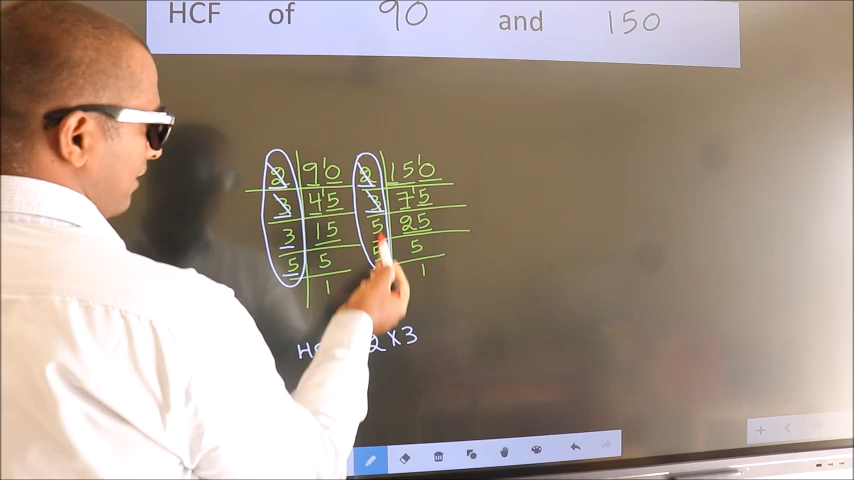 HCF of 90 and 150
2 | 90 2 | 150
3 | 45 3 | 75
3 | 15 5 | 25
5 | 5 5 | 5
1 1
2 X 3